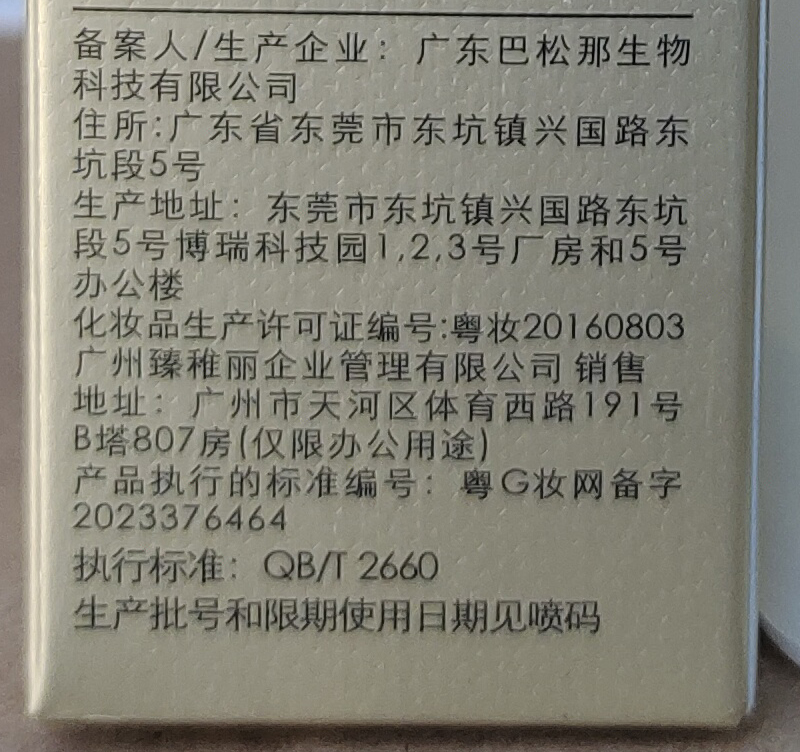 备案人/生产企业：广东巴松那生物
科技有限公司
住所:广东省东莞市东坑镇兴国路东
坑段5号
生产地址：东莞市东坑镇兴国路东坑
段5号博瑞科技园1,2,3号厂房和5号
办公楼
化妆品生产许可证编号:粤妆20160803
广州臻稚丽企业管理有限公司 销售
地址：广州市天河区体育西路191号
B塔807房(仅限办公用途)
产品执行的标准编号：粤G妆网备字
2023376464
执行标准：QB/T 2660
生产批号和限期使用日期见喷码